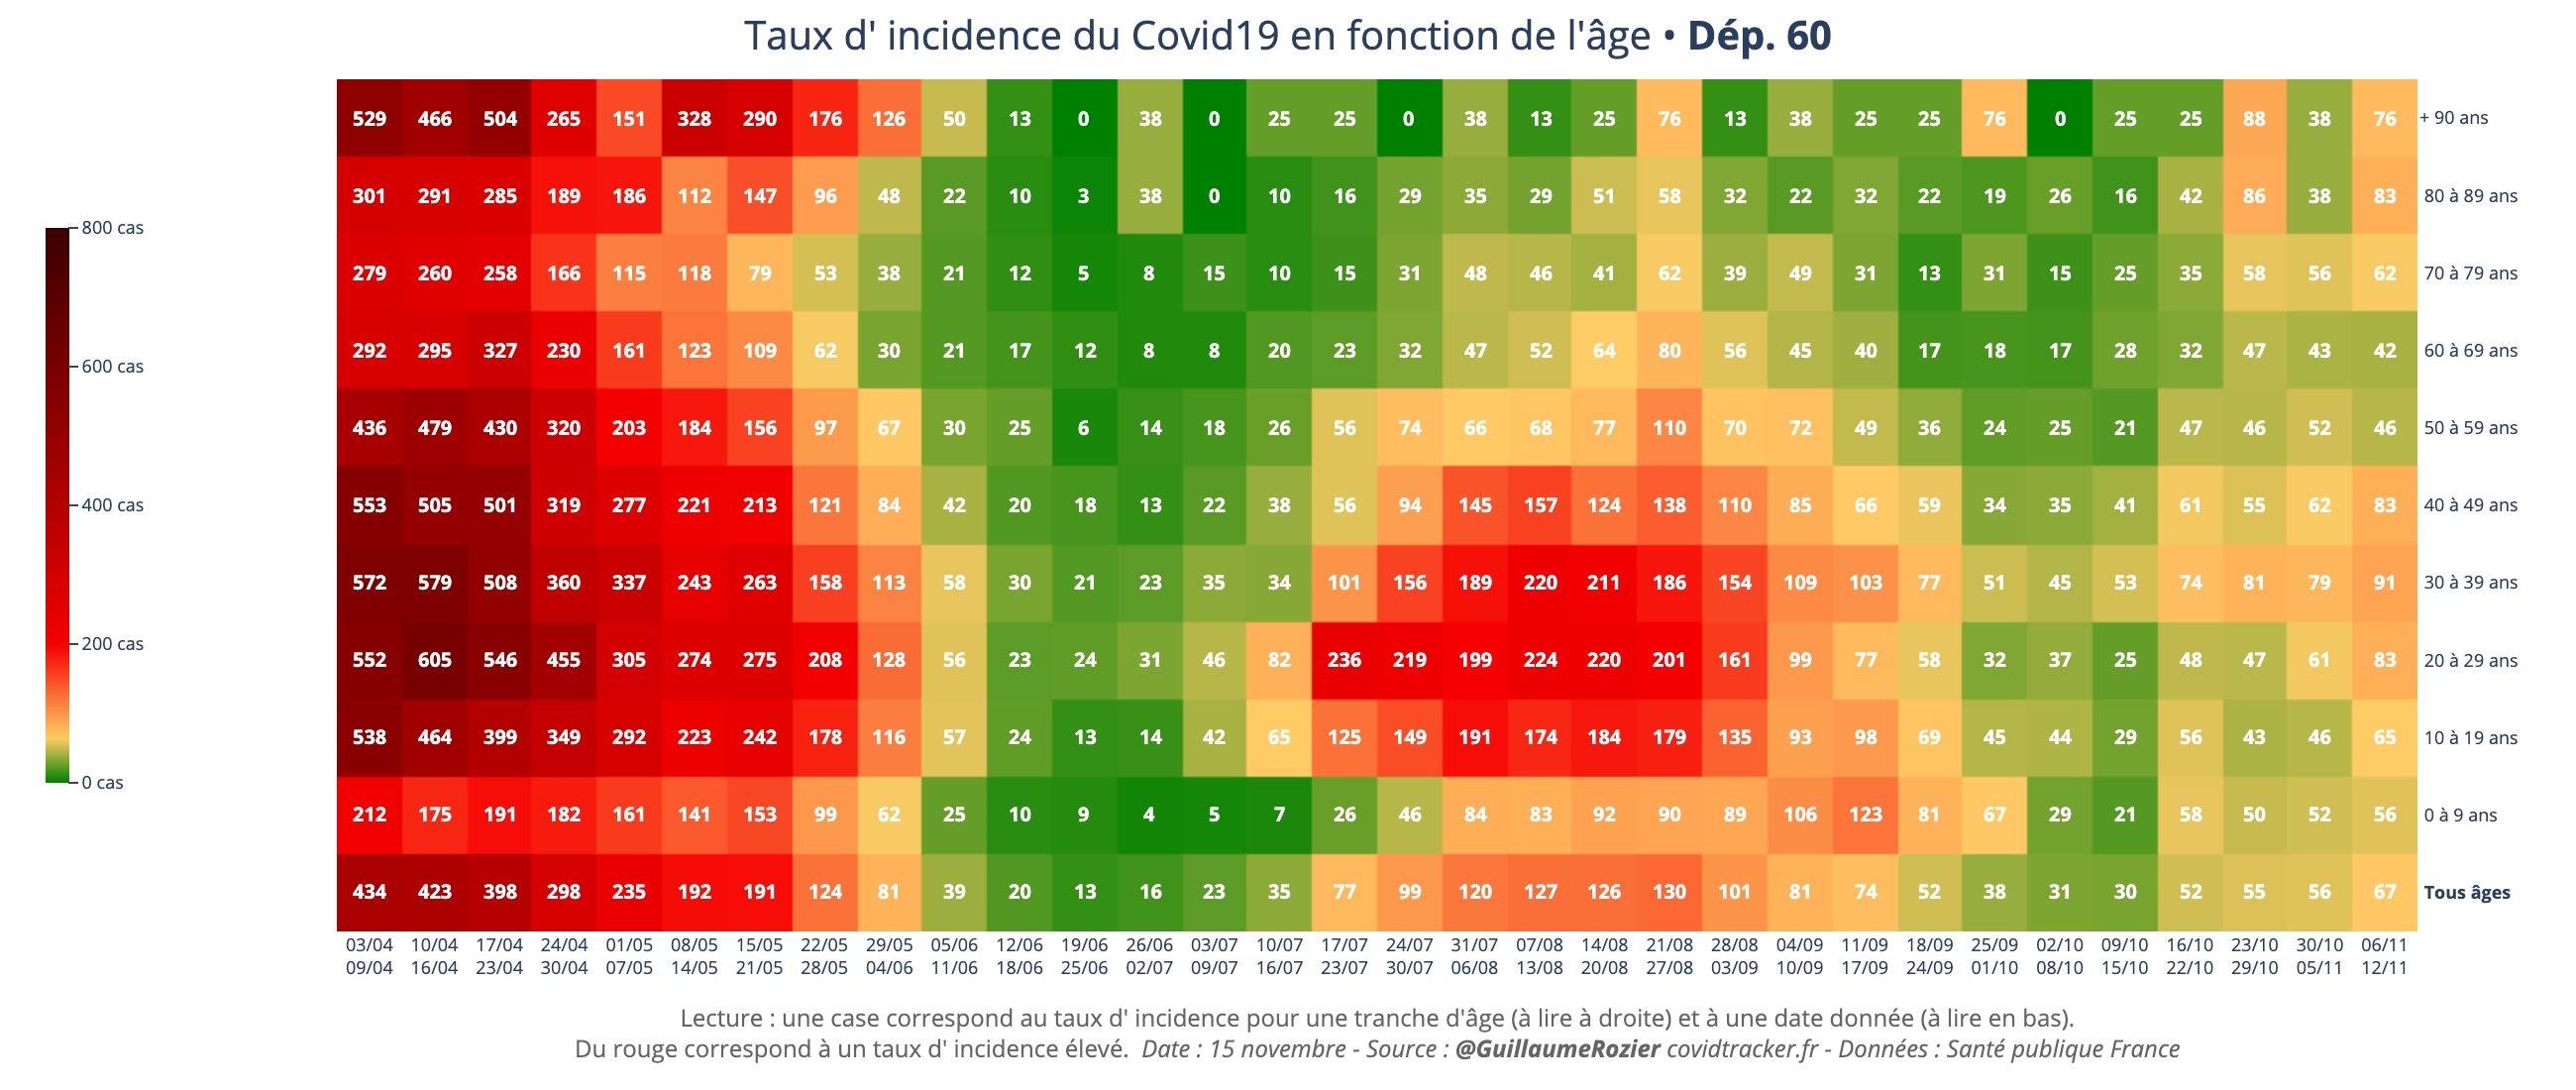 Taux d' incidence du Covid19 en fonction de l'âge • Dép. 60
800 cas
600 cas
400 cas
200 cas
0 cas
529 466 504 265 151 328 290 176 126 50 13 0 38 0 25 25 0 38 13 25 76 13 38 25 25 76 0 25 25 88 38 76 + 90 ans
301 291 285 189 186 112 147 96 48 22 10 3 38 0 10 16 29 35 29 51 58 32 22 32 22 19 26 16 42 86 38 83 80 à 89 ans
279 260 258 166 115 118 79 53 38 21 12 5 8 15 10 15 31 48 46 41 62 39 49 31 13 31 15 25 35 58 56 62 70 à 79 ans
292 295 327 230 161 123 109 62 30 21 17 12 8 8 20 23 32 47 52 64 80 56 45 40 17 18 17 28 32 47 43 42 60 à 69 ans
436 479 430 320 203 184 156 97 67 30 25 6 14 18 26 56 74 66 68 77 110 70 72 49 36 24 25 21 47 46 52 46 50 à 59 ans
553 505 501 319 277 221 213 121 84 42 20 18 13 22 38 56 94 145 157 124 138 110 85 66 59 34 35 41 61 55 62 83 40 à 49 ans
572 579 508 360 337 243 263 158 113 58 30 21 23 35 34 101 156 189 220 211 186 154 109 103 77 51 45 53 74 81 79 91 30 à 39 ans
552 605 546 455 305 274 275 208 128 56 23 24 31 46 82 236 219 199 224 220 201 161 99 77 58 32 37 25 48 47 61 83 20 à 29 ans
538 464 399 349 292 223 242 178 116 57 24 13 14 42 65 125 149 191 174 184 179 135 93 98 69 45 44 29 56 43 46 65 10 à 19 ans
212 175 191 182 161 141 153 99 62 25 10 9 4 5 7 26 46 84 83 92 90 89 106 123 81 67 29 21 58 50 52 56 0 à 9 ans
434 423 398 298 235 192 191 124 81 39 20 13 16 23 35 77 99 120 127 126 130 101 81 74 52 38 31 30 52 55 56 67 Tous âges
03/04 10/04 17/04 24/04 01/05 08/05 15/05 22/05 29/05 05/06 12/06 19/06 26/06 03/07 10/07 17/07 24/07 31/07 07/08 14/08 21/08 28/08 04/09 11/09 18/09 25/09 02/10 09/10 16/10 23/10 30/10 06/11
09/04 16/04 23/04 30/04 07/05 14/05 21/05 28/05 04/06 11/06 18/06 25/06 02/07 09/07 16/07 23/07 30/07 06/08 13/08 20/08 27/08 03/09 10/09 17/09 24/09 01/10 08/10 15/10 22/10 29/10 05/11 12/11
Lecture : une case correspond au taux d' incidence pour une tranche d'âge (à lire à droite) et à une date donnée (à lire en bas).
Du rouge correspond à un taux d' incidence élevé. Date : 15 novembre - Source : @GuillaumeRozier covidtracker.fr - Données : Santé publique France